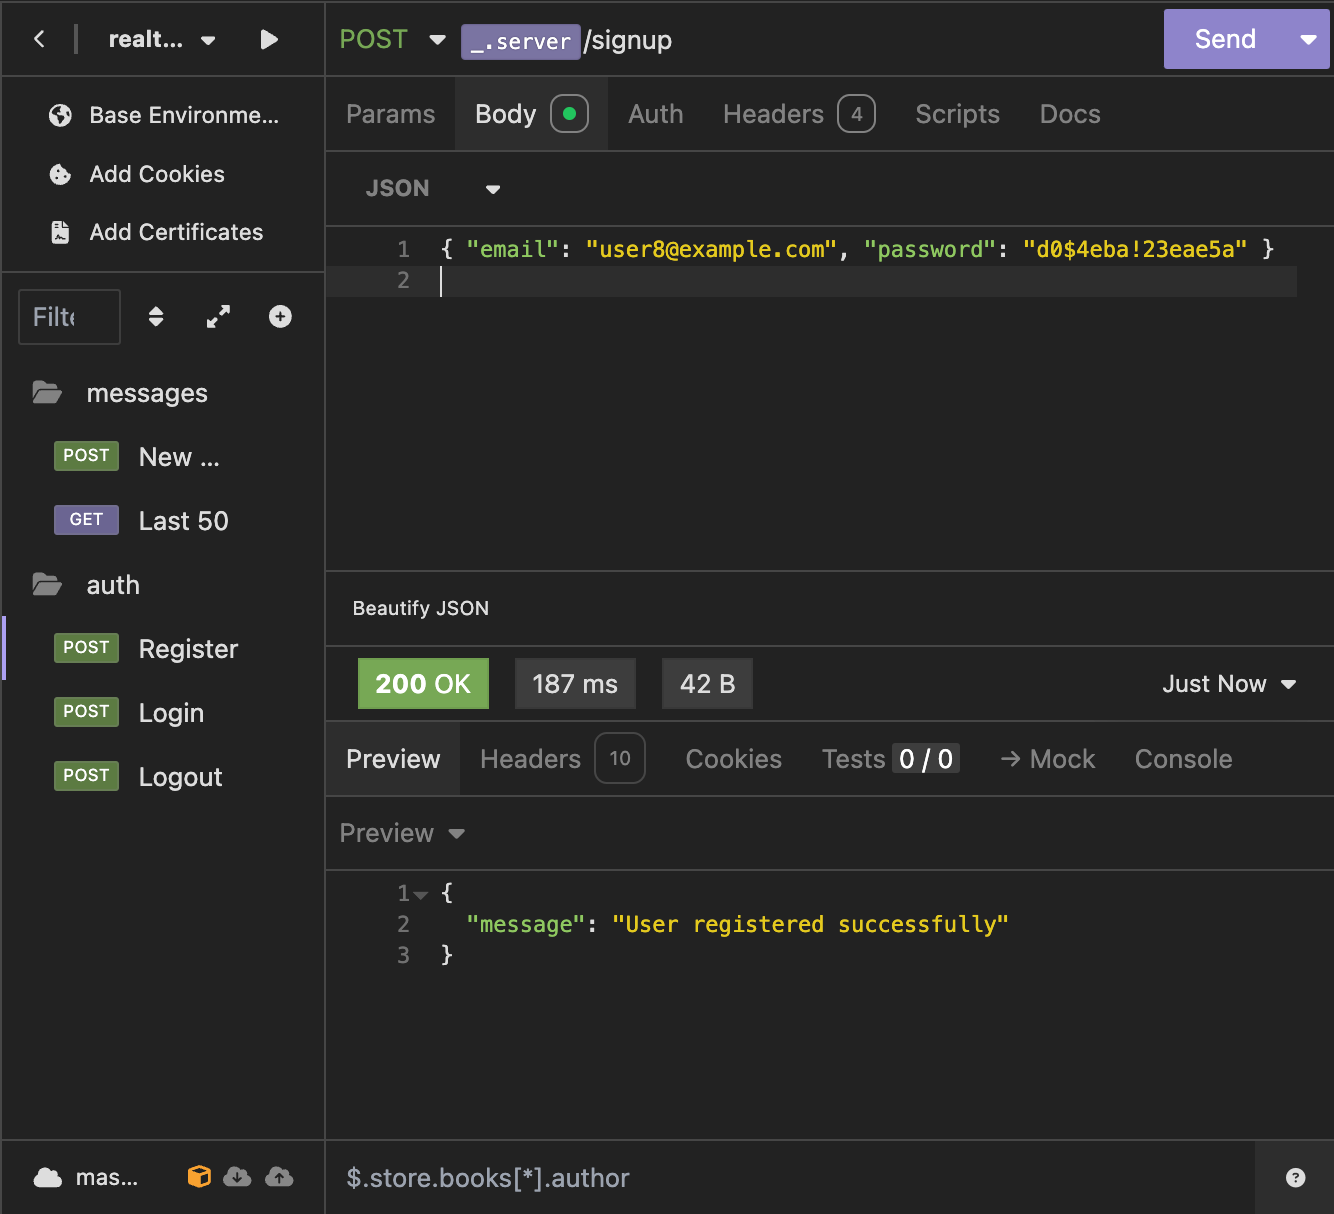 realt...
POST _.server/signup
Send
Base Environme...
Add Cookies
Add Certificates
Params Body Auth Headers 4 Scripts Docs
JSON
1 { "email": "user8@example.com", "password": "d0$4eba!23eae5a" }
2
Filte
messages
POST New ...
GET Last 50
auth
POST Register
POST Login
POST Logout
Beautify JSON
200 OK 187 ms 42 B Just Now
Preview Headers 10 Cookies Tests 0 / 0 → Mock Console
Preview
1 {
2 "message": "User registered successfully"
3 }
mas...
$.store.books[*].author
?